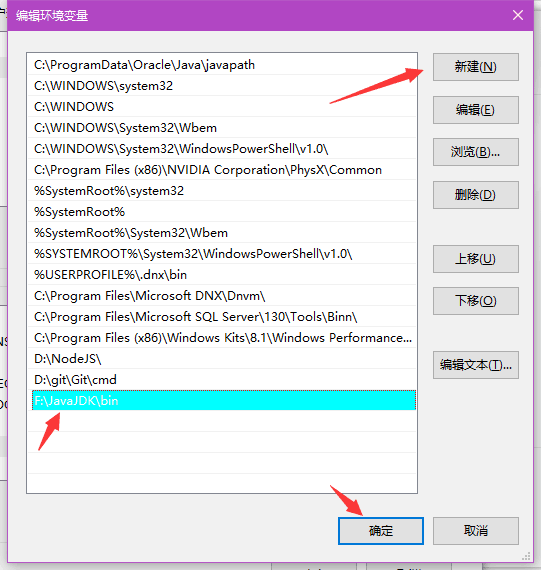 编辑环境变量
C:\ProgramData\Oracle\Java\javapath
C:\WINDOWS\system32
C:\WINDOWS
C:\WINDOWS\System32\Wbem
C:\WINDOWS\System32\WindowsPowerShell\v1.0\
C:\Program Files (x86)\NVIDIA Corporation\PhysX\Common
%SystemRoot%\system32
%SystemRoot%
%SystemRoot%\System32\Wbem
%SYSTEMROOT%\System32\WindowsPowerShell\v1.0\
%USERPROFILE%\.dnx\bin
C:\Program Files\Microsoft DNX\Dnvm\
C:\Program Files\Microsoft SQL Server\130\Tools\Binn\
C:\Program Files (x86)\Windows Kits\8.1\Windows Performance...
D:\NodeJS\
D:\git\Git\cmd
F:\JavaJDK\bin
新建(N)
编辑(E)
浏览(B)...
删除(D)
上移(U)
下移(O)
编辑文本(T)...
确定
取消